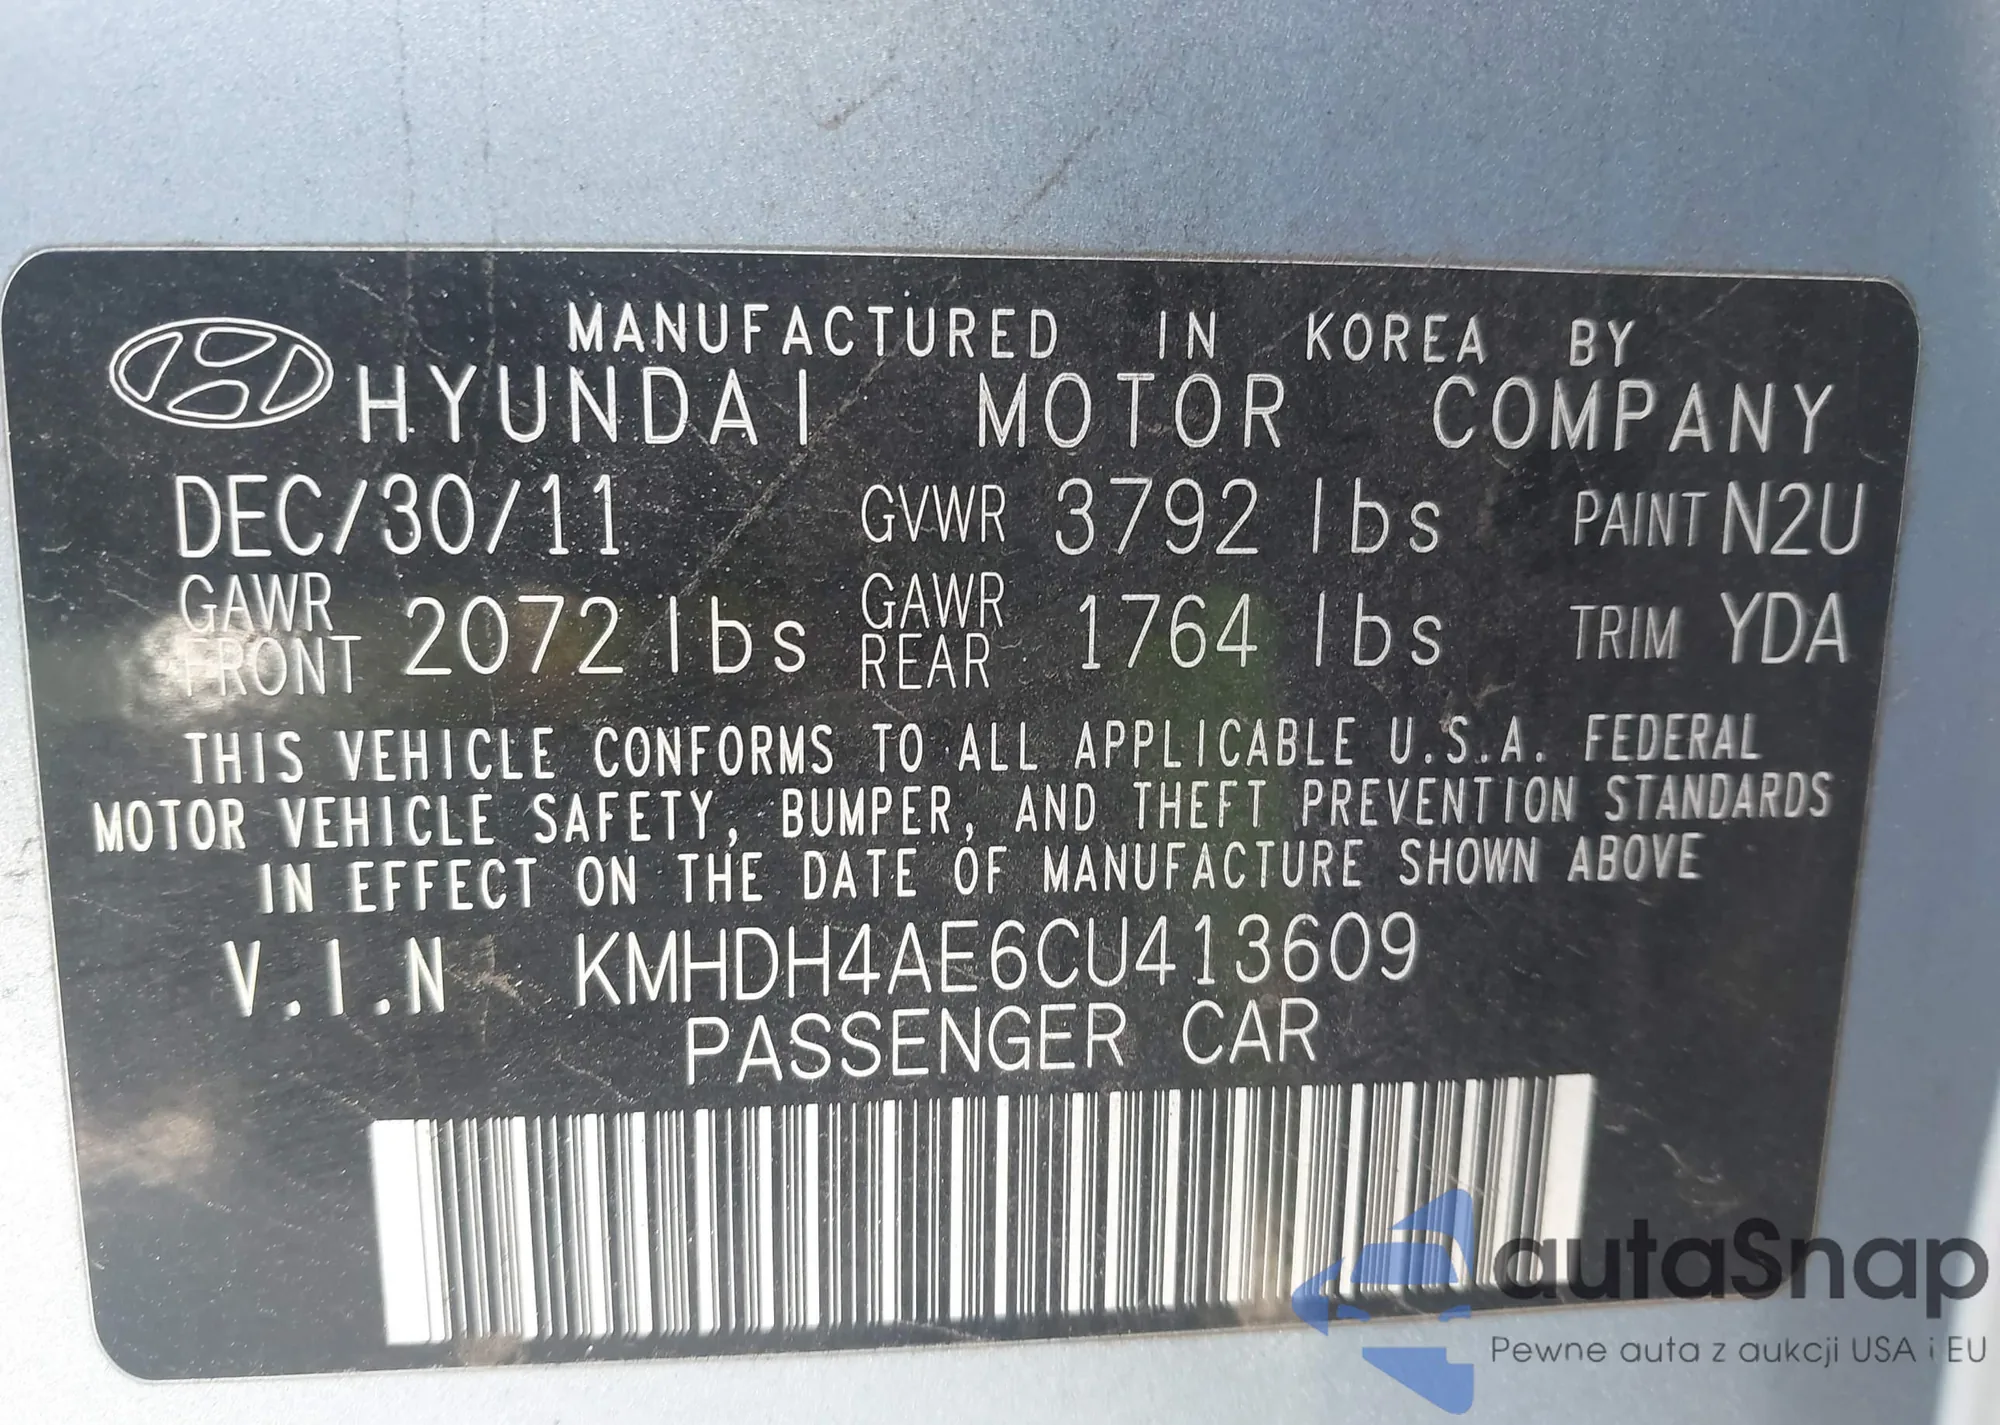 MANUFACTURED IN KOREA BY
HYUNDAI MOTOR COMPANY
DEC/30/11 GVWR 3792 lbs PAINT N2U
GAWR FRONT 2072 lbs GAWR REAR 1764 lbs TRIM YDA
THIS VEHICLE CONFORMS TO ALL APPLICABLE U.S.A. FEDERAL
MOTOR VEHICLE SAFETY, BUMPER, AND THEFT PREVENTION STANDARDS
IN EFFECT ON THE DATE OF MANUFACTURE SHOWN ABOVE
V.I.N KMHDH4AE6CU413609
PASSENGER CAR
autaSnap
Pewne auta z aukcji USA i EU